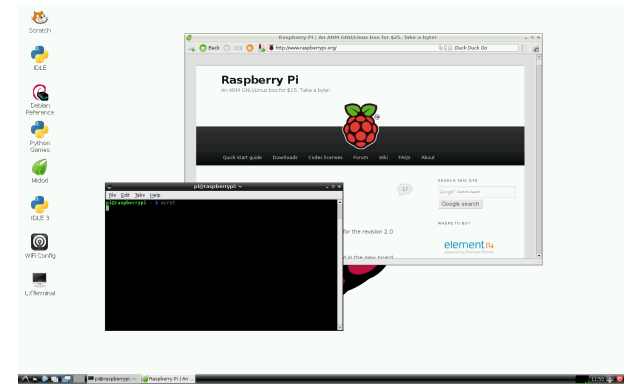 Scratch
IDLE
Debian
Reference
Python
Games
Midori
IDLE 3
WiFi Config
LXTerminal
Raspberry Pi | An ARM GNU/Linux box for $25. Take a byte!
Back
http://www.raspberrypi.org/
Duck Duck Go
Raspberry Pi
An ARM GNU/Linux box for $25. Take a byte!
Quick start guide Downloads Codec licenses Forum Wiki FAQs About
17
SEARCH THIS SITE
Google search
WHERE TO BUY
element14
for the revision 2.0
d in the new board
pi@raspberrypi: ~
File Edit Tabs Help
pi@raspberrypi ~ $ scrot
pi@raspberrypi: ~
Raspberry Pi | An ...
11:50